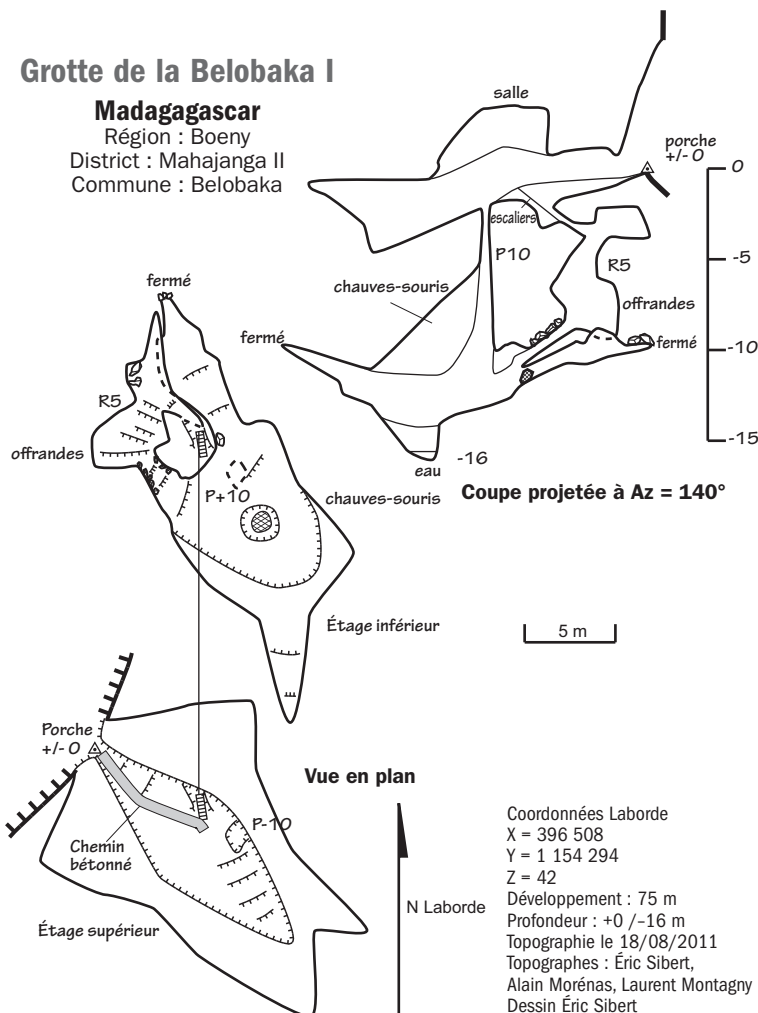 Grotte de la Belobaka I
Madagagascar
Région : Boeny
District : Mahajanga II
Commune : Belobaka
salle
porche
+/- 0
0
escaliers
P10
-5
R5
chauves-souris
offrandes
fermé
fermé
-10
-15
eau
-16
Coupe projetée à Az = 140°
fermé
R5
offrandes
P+10
chauves-souris
Étage inférieur
5 m
Porche
+/- 0
Vue en plan
P-10
Chemin
bétonné
Étage supérieur
N Laborde
Coordonnées Laborde
X = 396 508
Y = 1 154 294
Z = 42
Développement : 75 m
Profondeur : +0 /–16 m
Topographie le 18/08/2011
Topographes : Éric Sibert,
Alain Morénas, Laurent Montagny
Dessin Éric Sibert